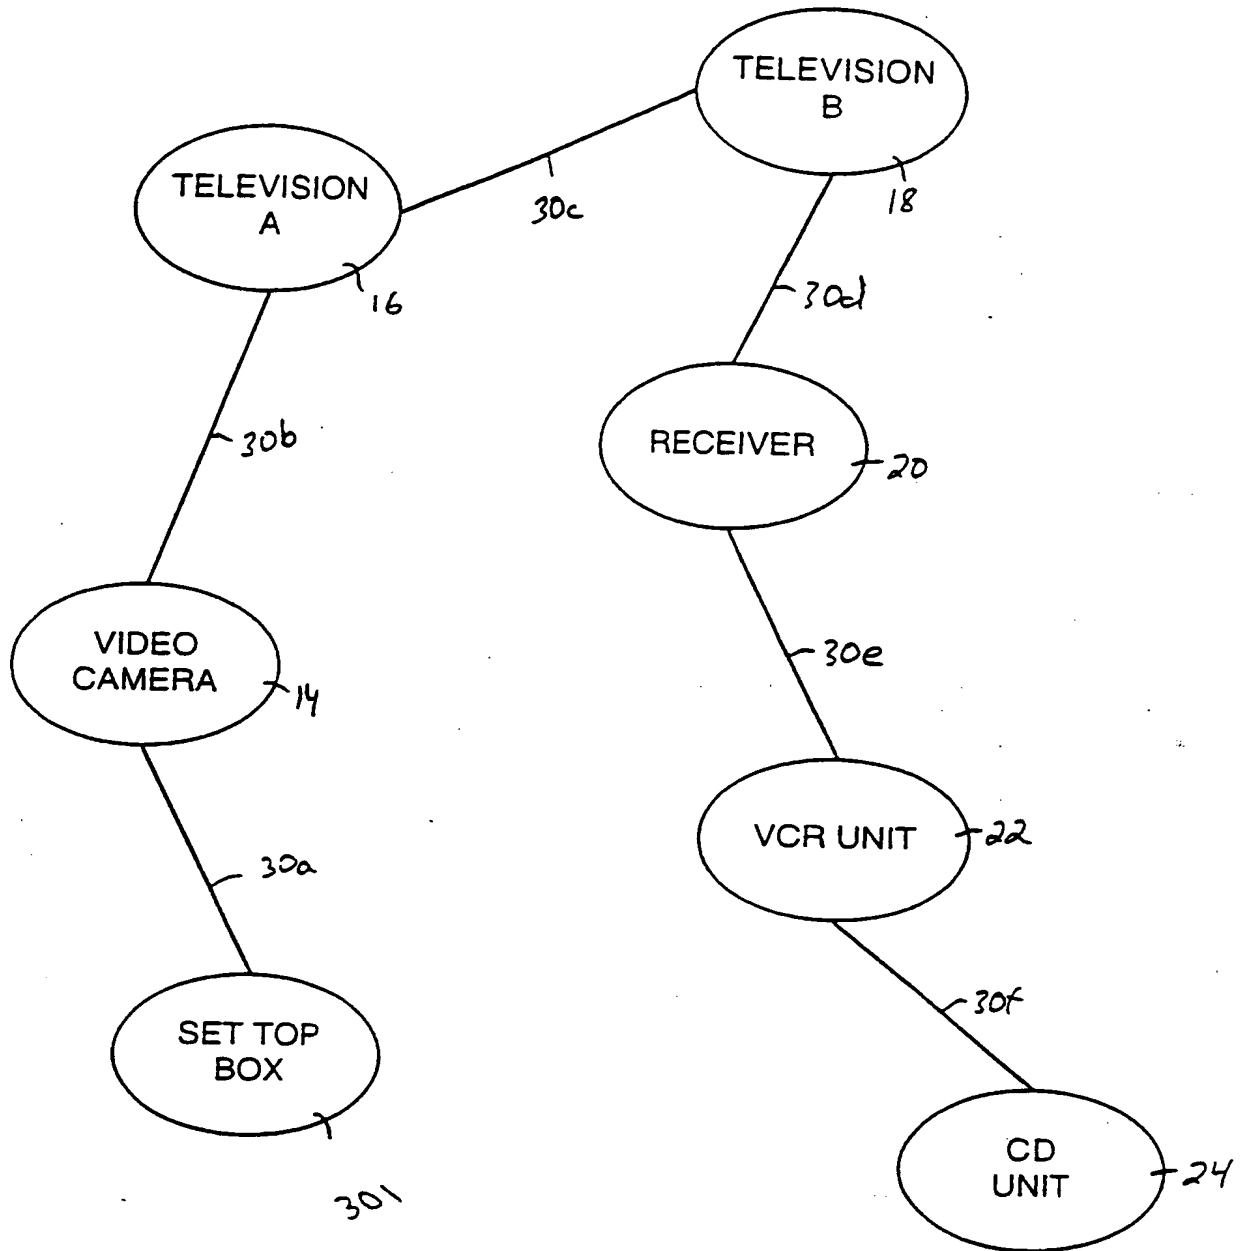 TELEVISION
B
18
TELEVISION
A
16
30c
30d
RECEIVER
20
30b
30e
VIDEO
CAMERA
14
VCR UNIT
22
30a
30f
SET TOP
BOX
301
CD
UNIT
24